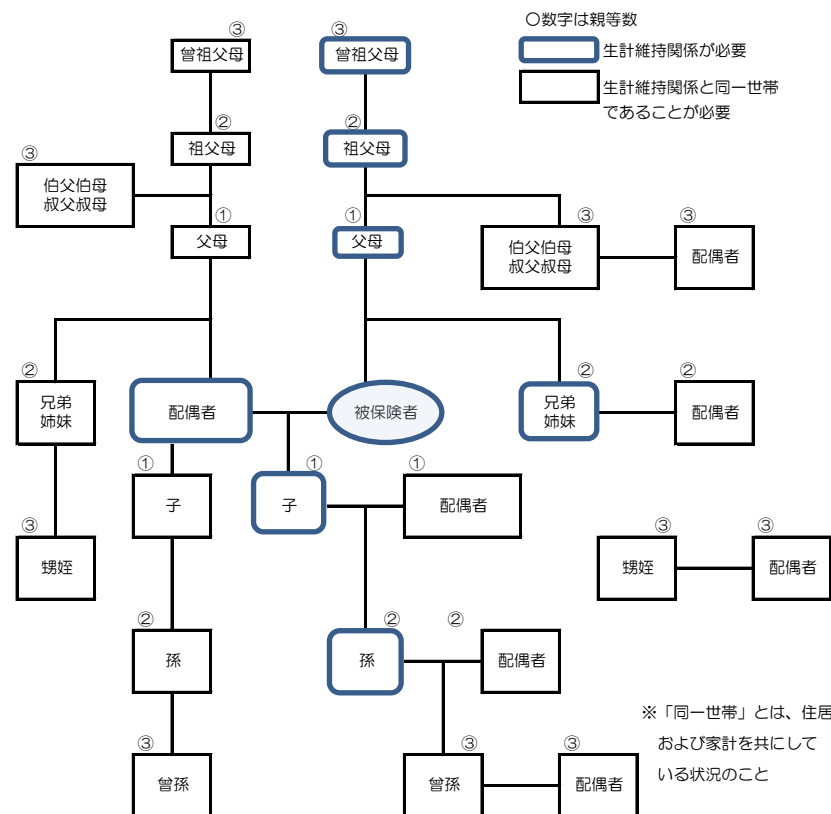 〇数字は親等数
生計維持関係が必要
生計維持関係と同一世帯
であることが必要
③
曾祖父母
③
曾祖父母
②
祖父母
②
祖父母
③
伯父伯母
叔父叔母
①
父母
①
父母
③
伯父伯母
叔父叔母
③
配偶者
②
兄弟
姉妹
配偶者
被保険者
②
兄弟
姉妹
②
配偶者
①
子
①
子
①
配偶者
③
甥姪
③
甥姪
③
配偶者
②
孫
②
孫
②
配偶者
③
曾孫
③
曾孫
③
配偶者
※「同一世帯」とは、住居
および家計を共にして
いる状況のこと